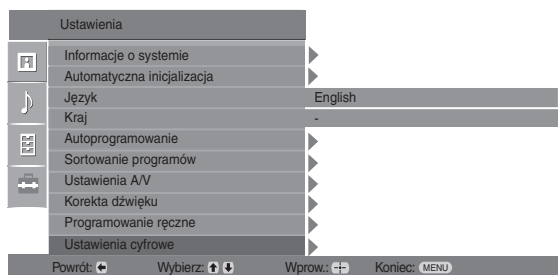 Ustawienia
Informacje o systemie
Automatyczna inicjalizacja
Język English
Kraj -
Autoprogramowanie
Sortowanie programów
Ustawienia A/V
Korekta dźwięku
Programowanie ręczne
Ustawienia cyfrowe
Powrót: Wybierz: Wprow.: Koniec: MENU